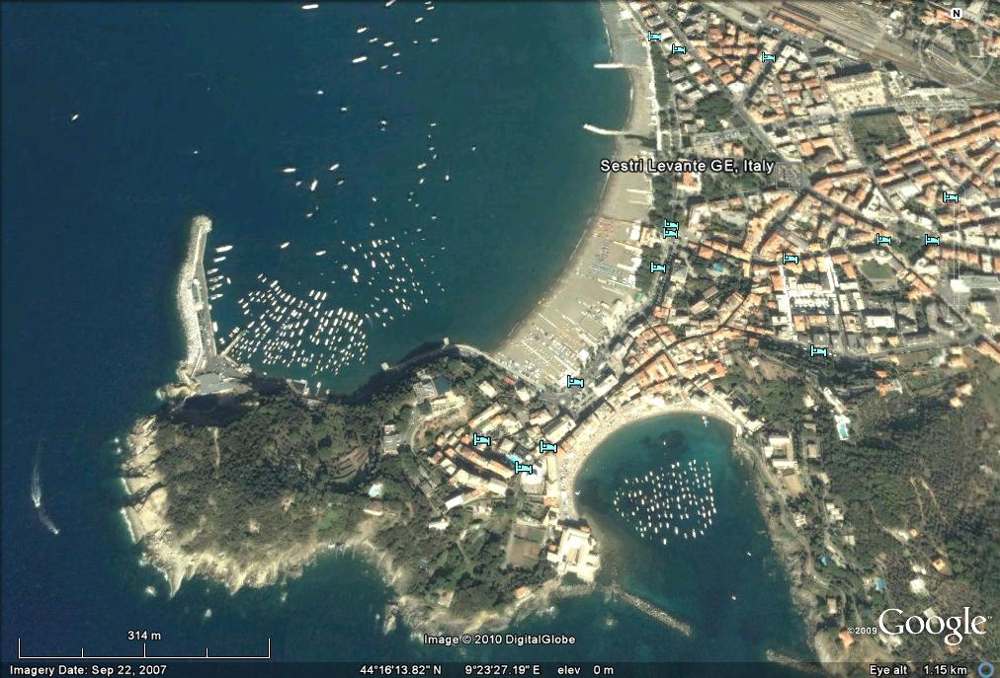 N
Sestri Levante GE, Italy
314 m
Image © 2010 DigitalGlobe
©2009 Google™
Imagery Date: Sep 22, 2007
44°16'13.82" N 9°23'27.19" E elev 0 m
Eye alt 1.15 km